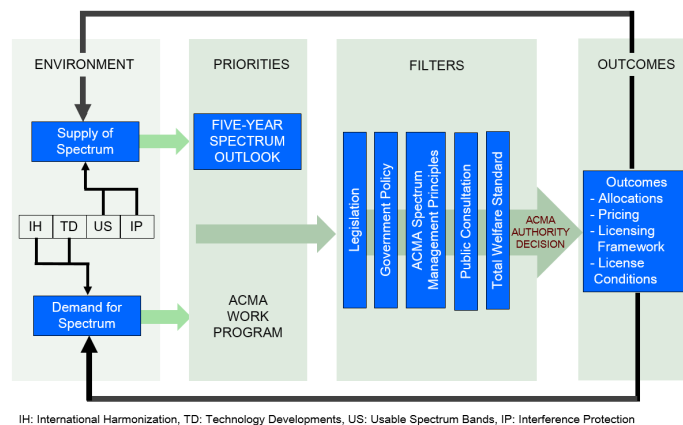 ENVIRONMENT
PRIORITIES
FILTERS
OUTCOMES
Supply of
Spectrum
FIVE-YEAR
SPECTRUM
OUTLOOK
IH TD US IP
Demand for
Spectrum
ACMA
WORK
PROGRAM
Legislation
Government Policy
ACMA Spectrum
Management Principles
Public Consultation
Total Welfare Standard
ACMA
AUTHORITY
DECISION
Outcomes
- Allocations
- Pricing
- Licensing
Framework
- License
Conditions
IH: International Harmonization, TD: Technology Developments, US: Usable Spectrum Bands, IP: Interference Protection